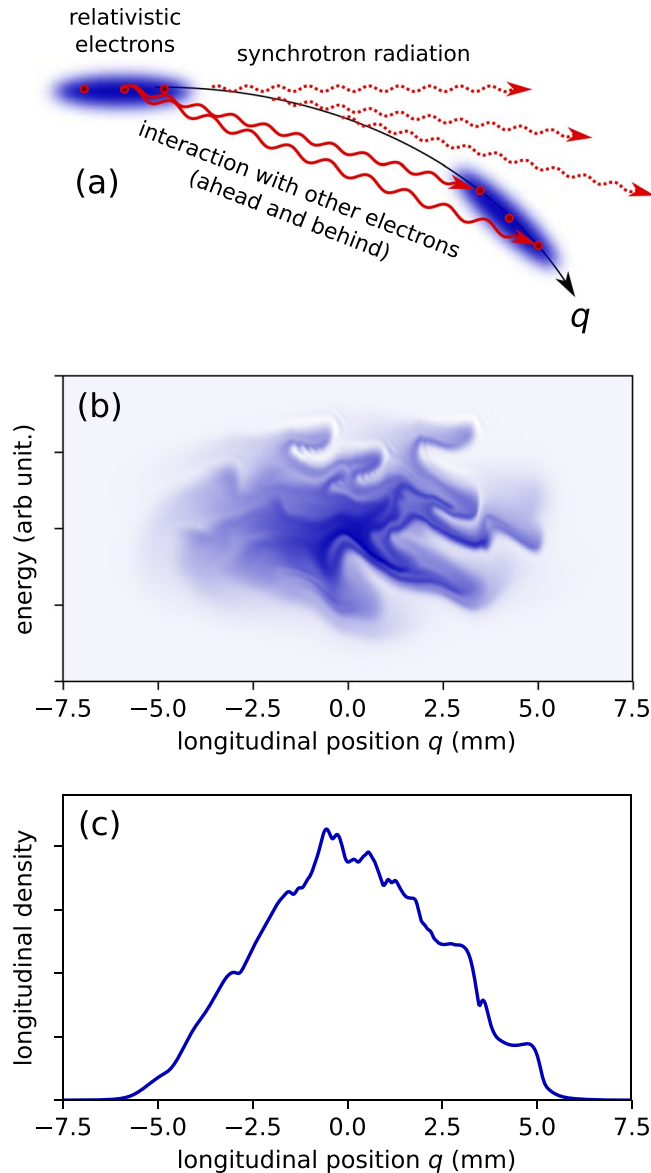 relativistic
electrons
synchrotron radiation
interaction with other electrons
(ahead and behind)
(a)
q
(b)
energy (arb unit.)
−7.5 −5.0 −2.5 0.0 2.5 5.0 7.5
longitudinal position q (mm)
(c)
longitudinal density
−7.5 −5.0 −2.5 0.0 2.5 5.0 7.5
longitudinal position q (mm)